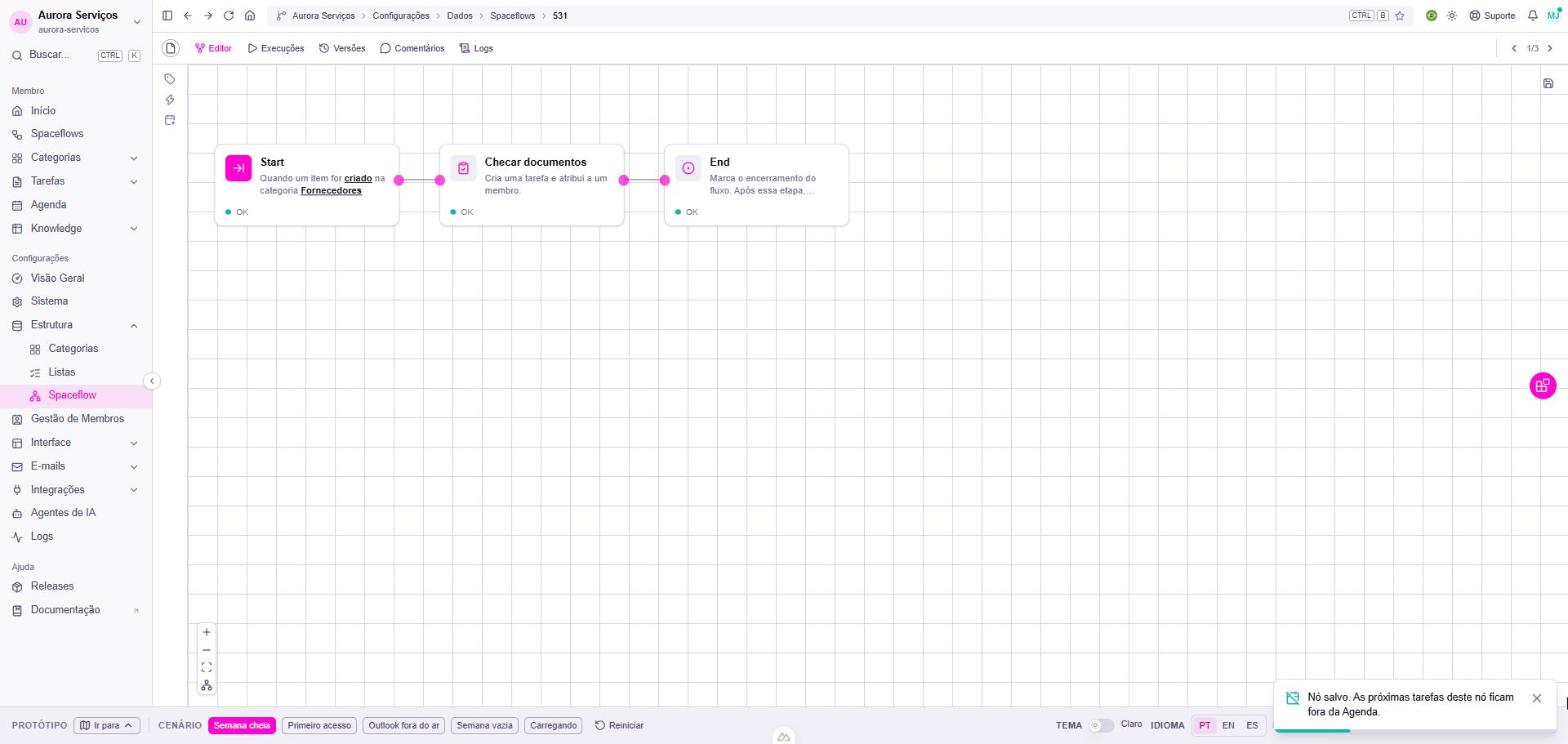 AU
Aurora Serviços
aurora-servicos
Buscar... CTRL K
Membro
Início
Spaceflows
Categorias
Tarefas
Agenda
Knowledge
Configurações
Visão Geral
Sistema
Estrutura
Categorias
Listas
Spaceflow
Gestão de Membros
Interface
E-mails
Integrações
Agentes de IA
Logs
Ajuda
Releases
Documentação
Aurora Serviços > Configurações > Dados > Spaceflows > 531
CTRL B
Suporte
MJ
Editor Execuções Versões Comentários Logs
1/3
Start
Quando um item for criado na
categoria Fornecedores
OK
Checar documentos
Cria uma tarefa e atribui a um
membro.
OK
End
Marca o encerramento do
fluxo. Após essa etapa,...
OK
Nó salvo. As próximas tarefas deste nó ficam
fora da Agenda.
PROTÓTIPO Ir para CENÁRIO Semana cheia Primeiro acesso Outlook fora do ar Semana vazia Carregando Reiniciar
TEMA Claro IDIOMA PT EN ES